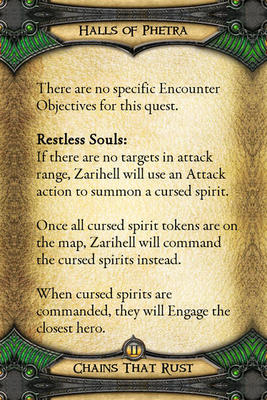 Halls of Phetra
There are no specific Encounter
Objectives for this quest.
Restless Souls:
If there are no targets in attack
range, Zarihell will use an Attack
action to summon a cursed spirit.
Once all cursed spirit tokens are on
the map, Zarihell will command
the cursed spirits instead.
When cursed spirits are
commanded, they will Engage the
closest hero.
II
Chains That Rust